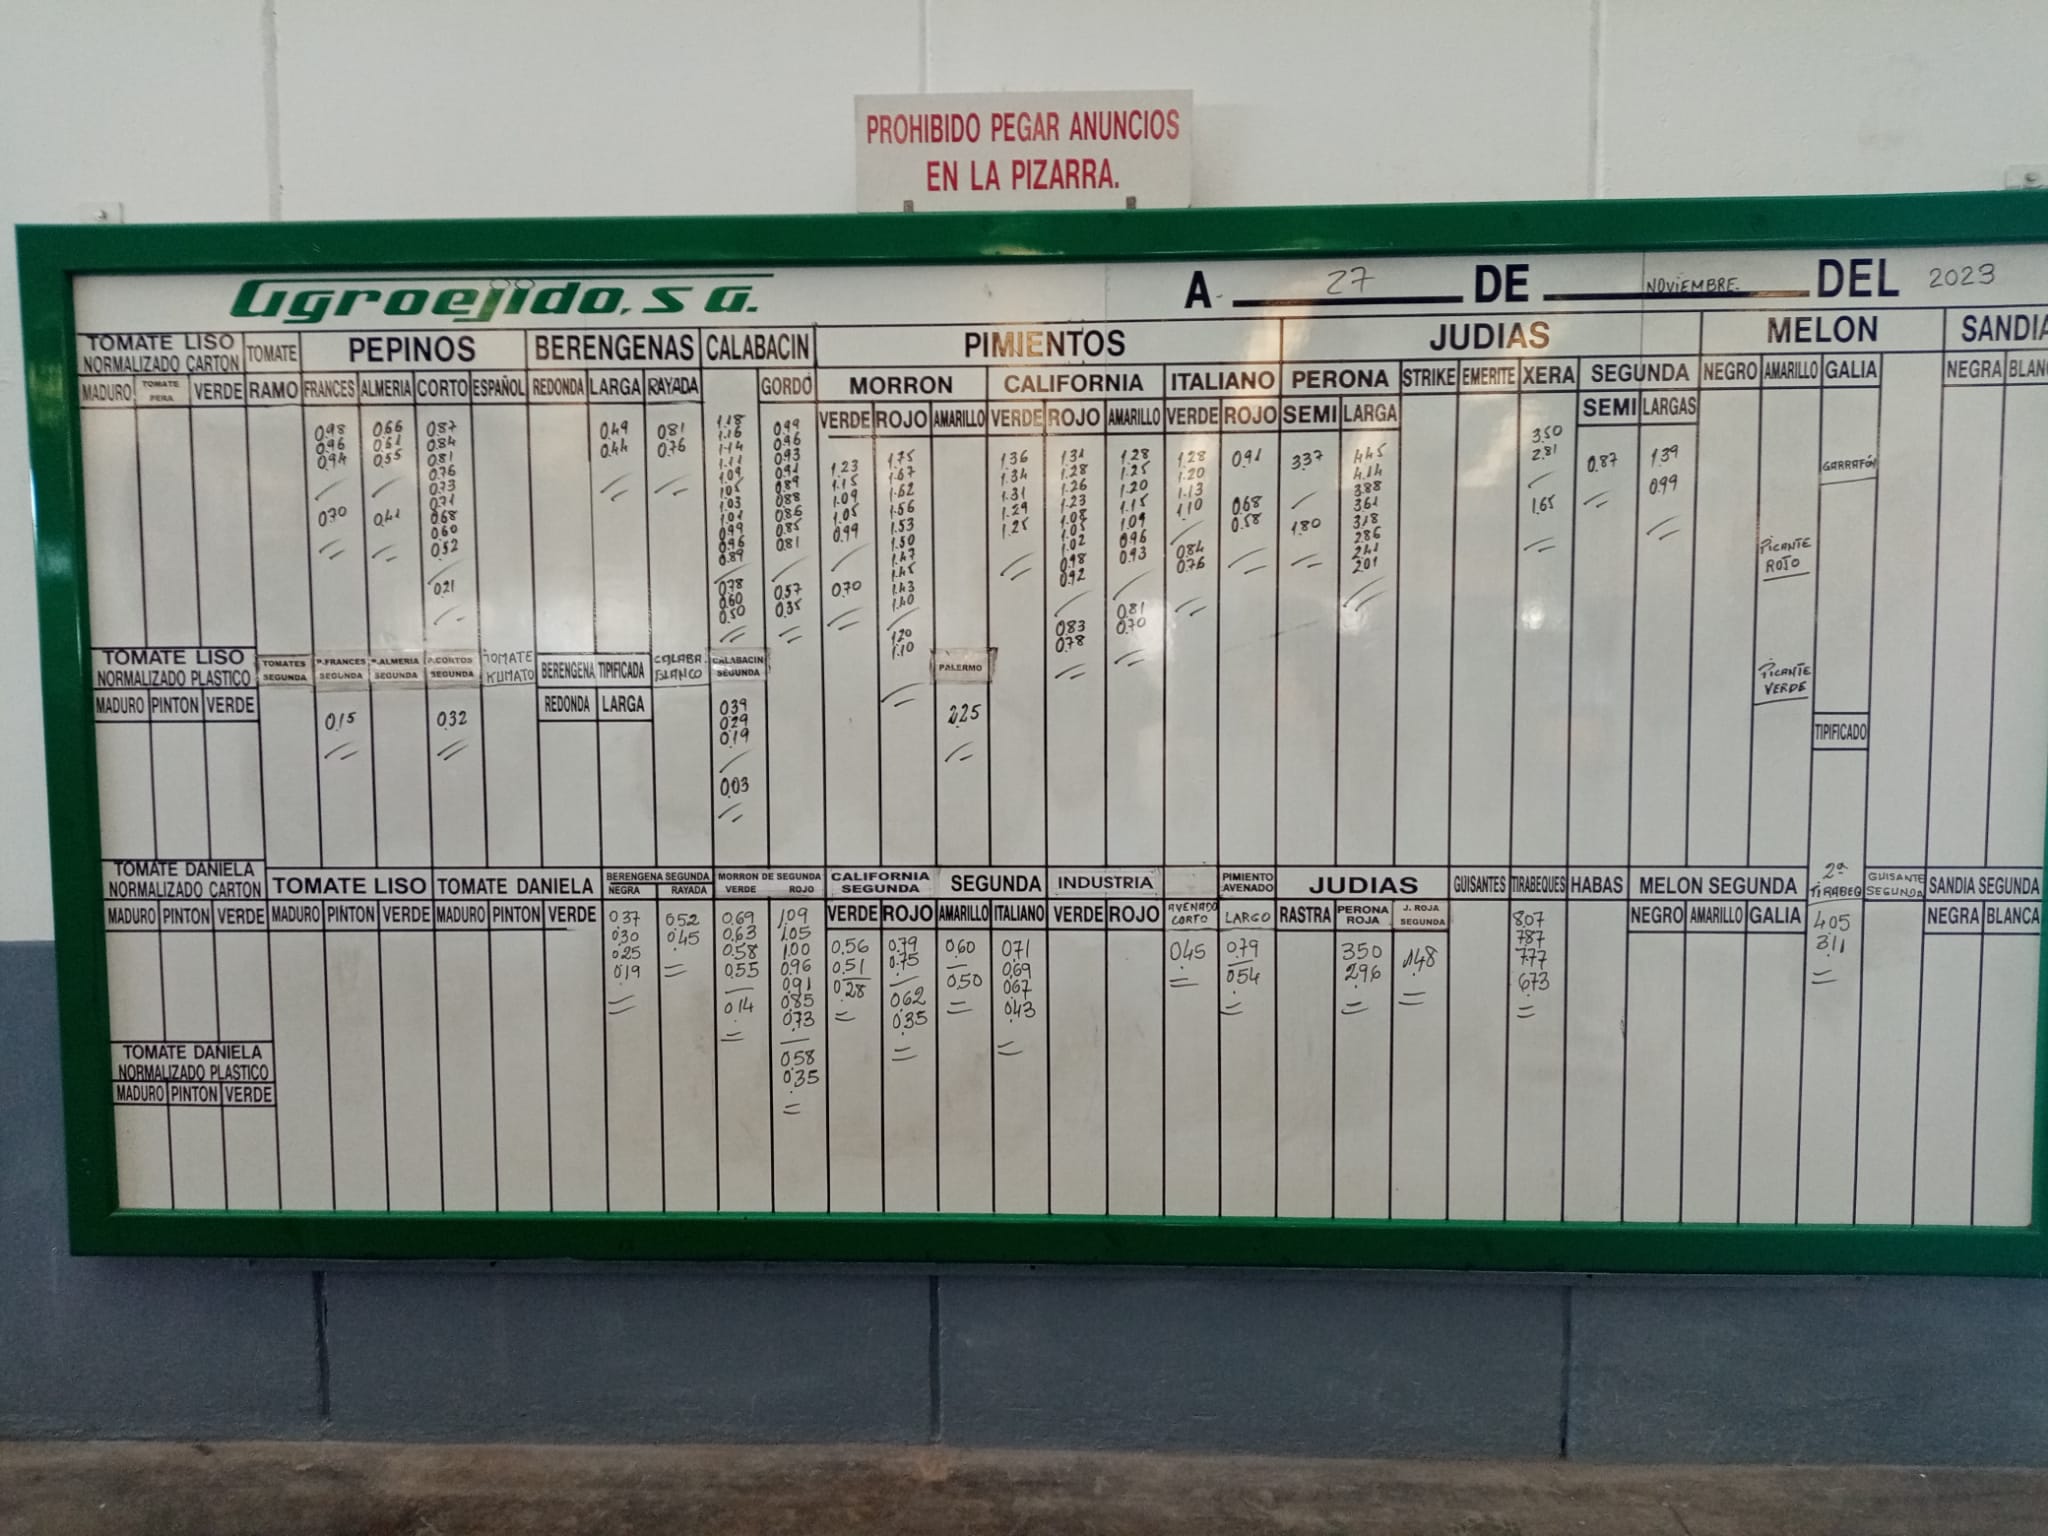 PROHIBIDO PEGAR ANUNCIOS
EN LA PIZARRA.
Agroejido, s a.
A 27 DE NOVIEMBRE. DEL 2023
TOMATE LISO NORMALIZADO CARTON
TOMATE
PEPINOS
BERENGENAS
CALABACIN
PIMIENTOS
JUDIAS
MELON
SANDIA
MADURO TOMATE PERA VERDE RAMO FRANCES ALMERIA CORTO ESPAÑOL REDONDA LARGA RAYADA GORDO MORRON CALIFORNIA ITALIANO PERONA STRIKE EMERITE XERA SEGUNDA NEGRO AMARILLO GALIA NEGRA BLAN
VERDE ROJO AMARILLO VERDE ROJO AMARILLO VERDE ROJO SEMI LARGA SEMI LARGAS
0.98
0.96
0.94
0.70
0.66
0.61
0.55
0.41
0.87
0.84
0.81
0.76
0.73
0.71
0.68
0.60
0.52
0.21
0.49
0.44
0.81
0.76
1.18
1.16
1.14
1.11
1.09
1.05
1.03
1.01
0.99
0.96
0.89
0.78
0.60
0.50
0.99
0.96
0.93
0.91
0.89
0.88
0.86
0.85
0.81
0.57
0.35
1.23
1.15
1.09
1.05
0.99
0.70
1.75
1.67
1.62
1.56
1.53
1.50
1.47
1.45
1.43
1.40
1.20
1.10
1.36
1.34
1.31
1.29
1.25
1.31
1.28
1.26
1.23
1.08
1.05
1.02
0.98
0.92
0.83
0.78
1.28
1.25
1.20
1.15
1.09
0.96
0.93
0.81
0.70
1.28
1.20
1.13
1.10
0.84
0.76
0.91
0.68
0.58
3.37
1.80
4.45
4.14
3.88
3.61
3.18
2.86
2.41
2.01
3.50
2.81
1.65
0.87
1.39
0.99
GARRAFÓN
PICANTE
ROJO
PICANTE
VERDE
TIPIFICADO
TOMATE LISO
NORMALIZADO PLASTICO
TOMATES SEGUNDA
P.FRANCES SEGUNDA
P.ALMERIA SEGUNDA
P.CORTOS SEGUNDA
TOMATE KUMATO
BERENGENA TIPIFICADA
CALABA. BLANCO
CALABACIN SEGUNDA
PALERMO
MADURO PINTON VERDE
REDONDA LARGA
0.15
0.32
0.39
0.29
0.19
0.03
2.25
TOMATE DANIELA
NORMALIZADO CARTON
TOMATE LISO
TOMATE DANIELA
BERENGENA SEGUNDA
NEGRA RAYADA
MORRON DE SEGUNDA
VERDE ROJO
CALIFORNIA SEGUNDA
SEGUNDA
INDUSTRIA
PIMIENTO AVENADO
JUDIAS
GUISANTES
TIRABEQUES
HABAS
MELON SEGUNDA
2ª TIRABEQ
GUISANTE SEGUNDA
SANDIA SEGUNDA
MADURO PINTON VERDE MADURO PINTON VERDE MADURO PINTON VERDE
VERDE ROJO AMARILLO ITALIANO VERDE ROJO AVENADO CORTO LARGO RASTRA PERONA ROJA J. ROJA SEGUNDA NEGRO AMARILLO GALIA NEGRA BLANCA
0.37
0.30
0.25
0.19
0.52
0.45
0.69
0.63
0.58
0.55
0.14
1.09
1.05
1.00
0.96
0.91
0.85
0.73
0.58
0.35
0.56
0.51
0.28
0.79
0.75
0.62
0.35
0.60
0.50
0.71
0.69
0.67
0.43
0.45
0.79
0.54
3.50
2.96
1.48
8.07
7.87
7.77
6.73
4.05
3.11
TOMATE DANIELA
NORMALIZADO PLASTICO
MADURO PINTON VERDE